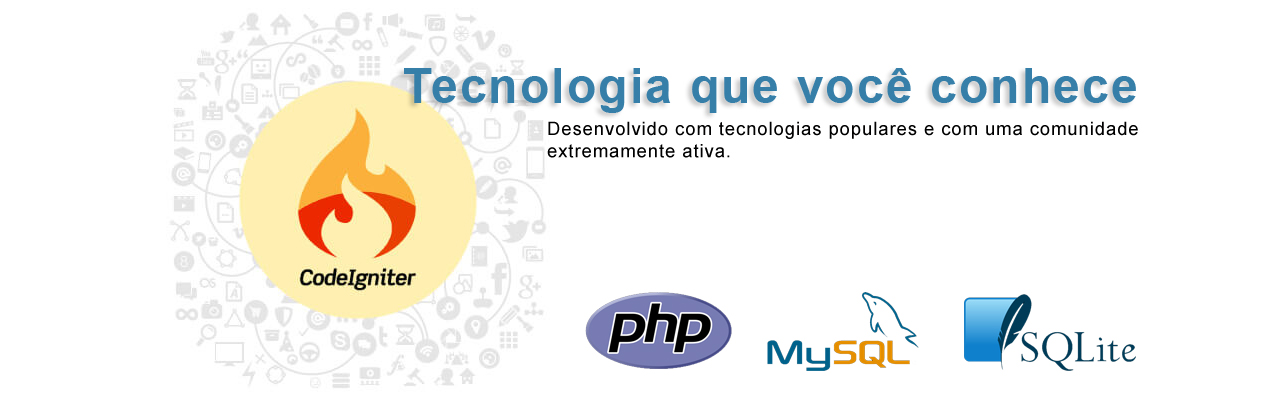 Tecnologia que você conhece
Desenvolvido com tecnologias populares e com uma comunidade
extremamente ativa.
CodeIgniter
php
MySQL
SQLite